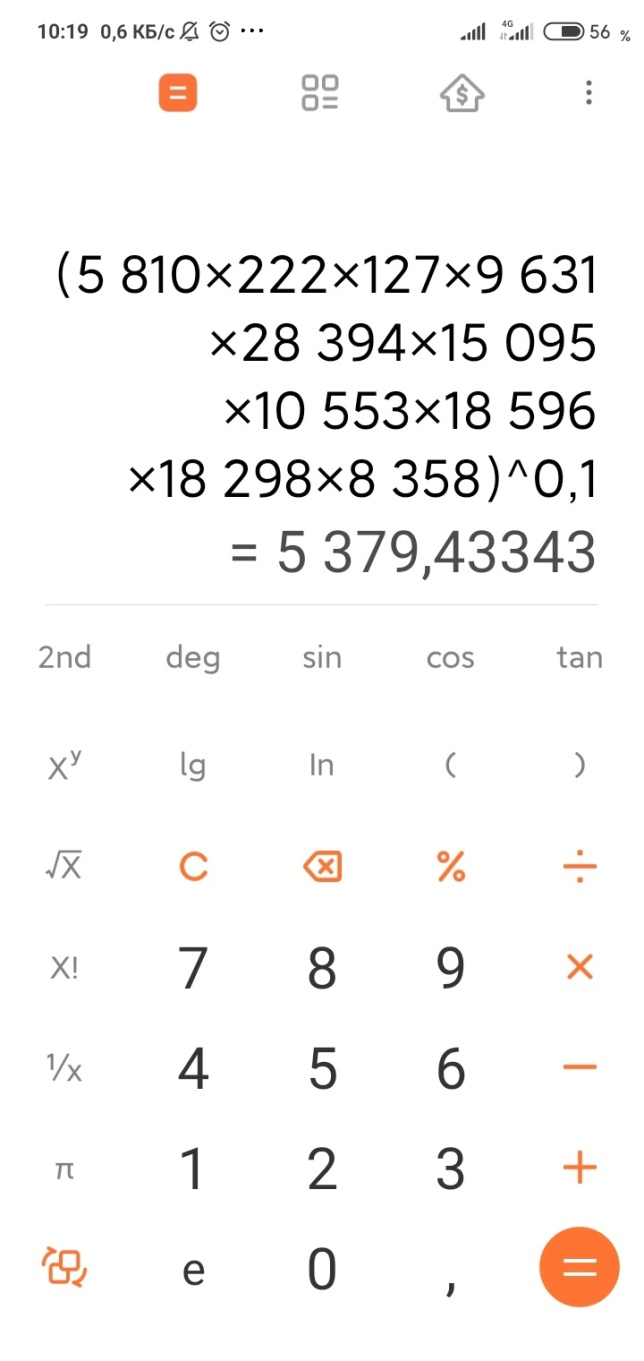 10:19 0,6 КБ/с ... 4G 56 %
(5 810×222×127×9 631
×28 394×15 095
×10 553×18 596
×18 298×8 358)^0,1
= 5 379,43343
2nd deg sin cos tan
Xʸ lg ln ( )
√X C % ÷
X! 7 8 9 ×
¹/x 4 5 6 −
π 1 2 3 +
e 0 , =